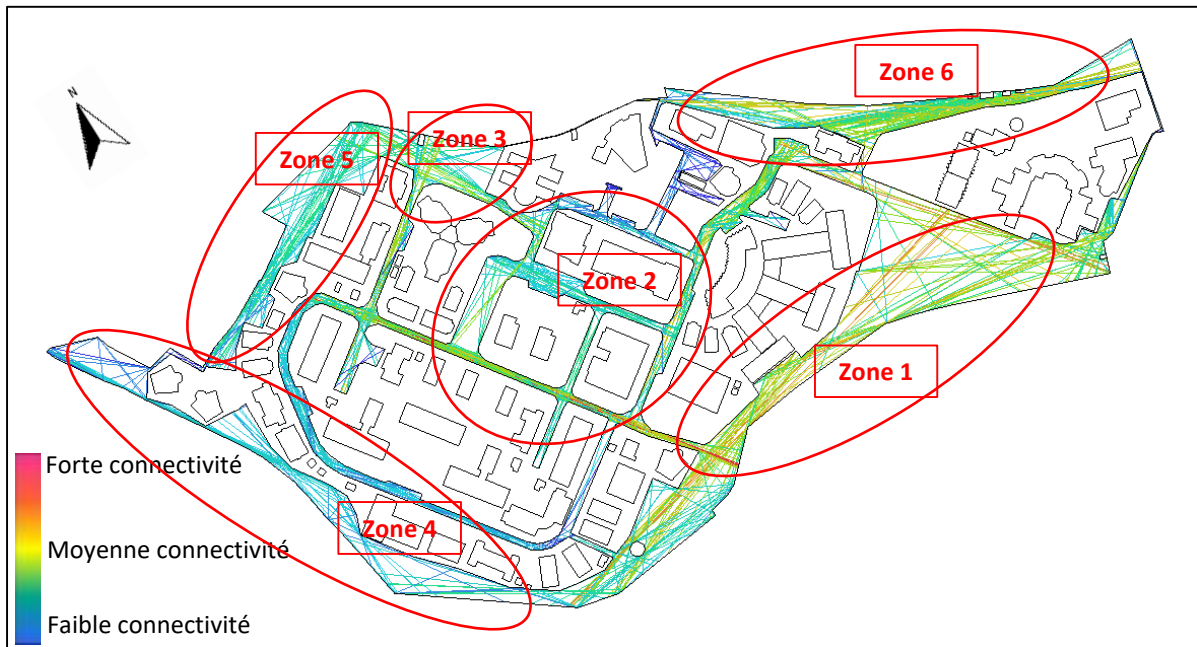 N
Zone 6
Zone 3
Zone 5
Zone 2
Zone 1
Forte connectivité
Zone 4
Moyenne connectivité
Faible connectivité